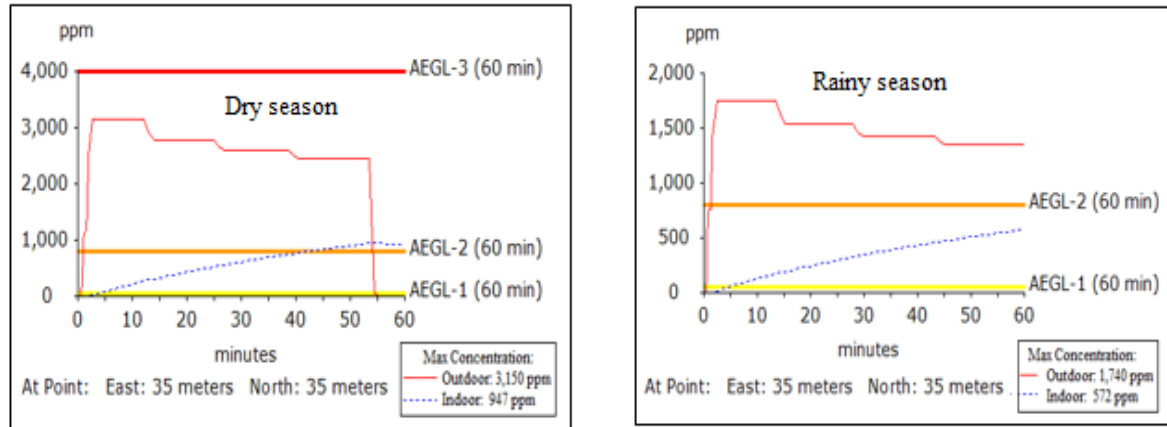 ppm
4,000
3,000
2,000
1,000
0
AEGL-3 (60 min)
Dry season
AEGL-2 (60 min)
AEGL-1 (60 min)
0 10 20 30 40 50 60
minutes
At Point: East: 35 meters North: 35 meters
Max Concentration:
Outdoor: 3,150 ppm
Indoor: 947 ppm
ppm
2,000
1,500
1,000
500
0
Rainy season
AEGL-2 (60 min)
AEGL-1 (60 min)
0 10 20 30 40 50 60
minutes
At Point: East: 35 meters North: 35 meters
Max Concentration:
Outdoor: 1,740 ppm
Indoor: 572 ppm